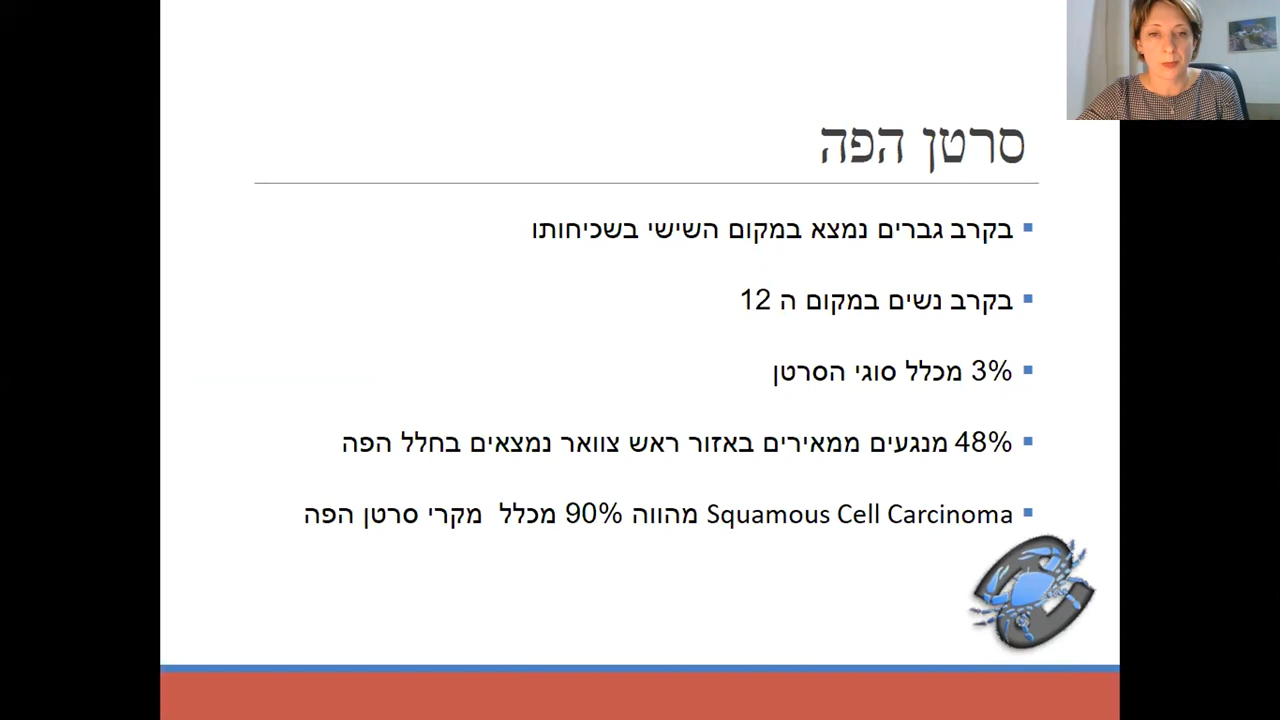 סרטן הפה
בקרב גברים נמצא במקום השישי בשכיחותו
בקרב נשים במקום ה 12
3% מכלל סוגי הסרטן
48% מנגעים ממאירים באזור ראש צוואר נמצאים בחלל הפה
Squamous Cell Carcinoma מהווה 90% מכלל מקרי סרטן הפה